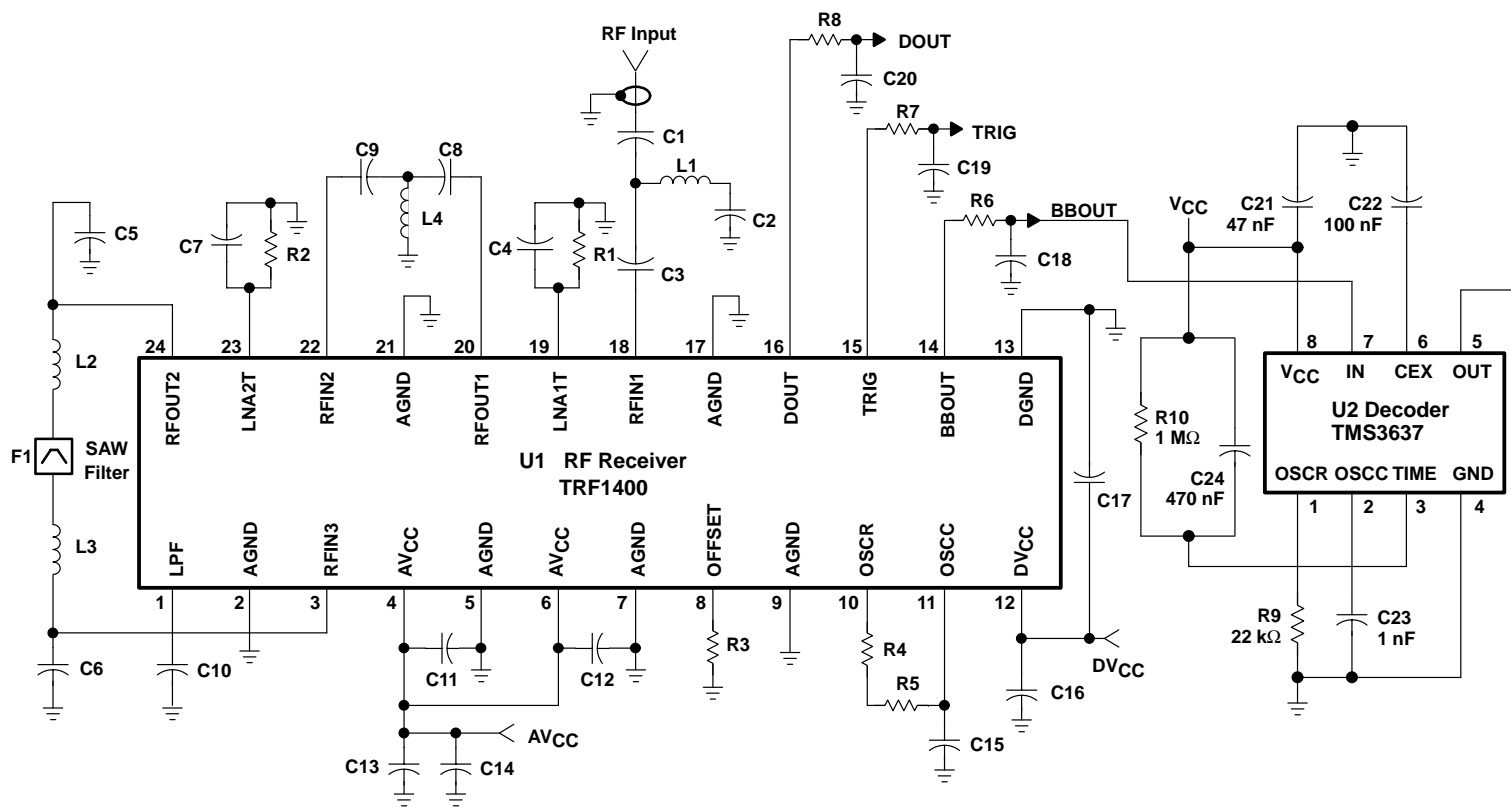 RF Input
R8
DOUT
C20
R7
TRIG
C19
C1
L1
C2
C9
C8
L4
R6
BBOUT
C18
VCC
C21
47 nF
C22
100 nF
C5
C7
R2
C4
R1
C3
24
23
22
21
20
19
18
17
16
15
14
13
RFOUT2
LNA2T
RFIN2
AGND
RFOUT1
LNA1T
RFIN1
AGND
DOUT
TRIG
BBOUT
DGND
L2
F1
SAW
Filter
L3
U1 RF Receiver
TRF1400
C17
LPF
AGND
RFIN3
AVCC
AGND
AVCC
AGND
OFFSET
AGND
OSCR
OSCC
DVCC
1
2
3
4
5
6
7
8
9
10
11
12
8
7
6
5
VCC
IN
CEX
OUT
U2 Decoder
TMS3637
OSCR
OSCC
TIME
GND
1
2
3
4
R10
1 MΩ
C24
470 nF
R9
22 kΩ
C23
1 nF
C6
C10
C11
C12
R3
R4
R5
C15
C16
DVCC
C13
C14
AVCC